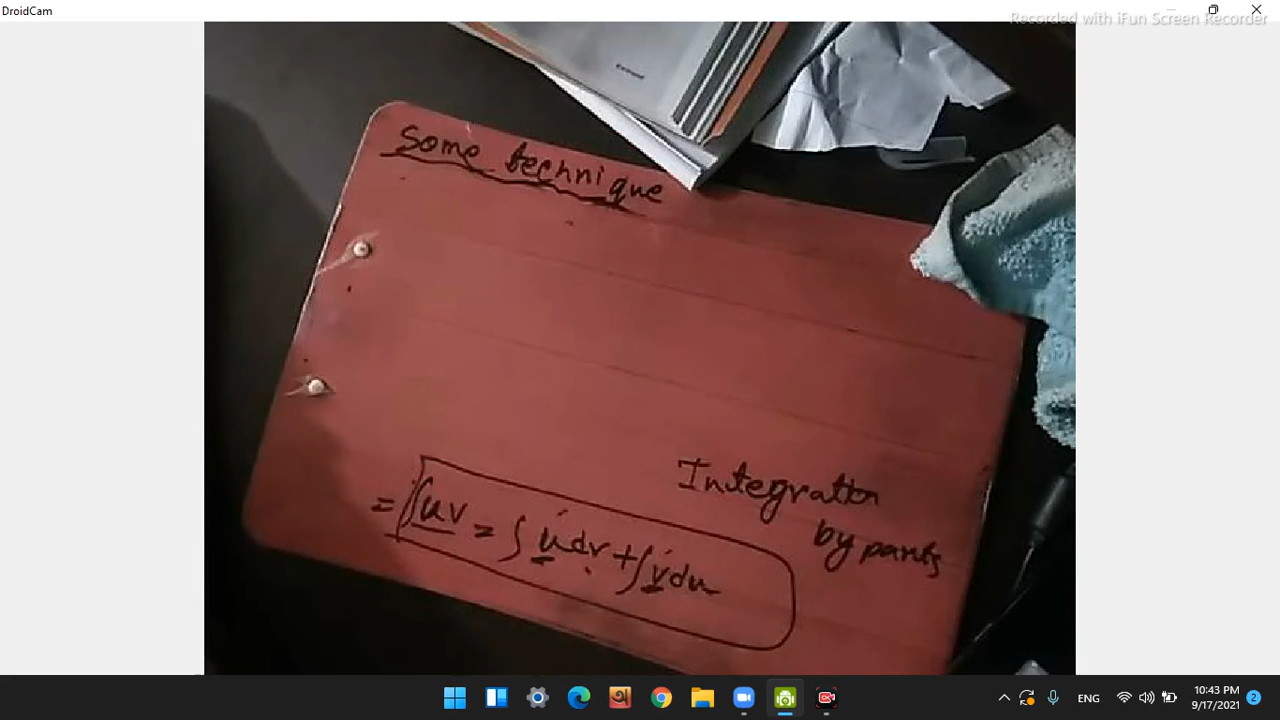 DroidCam
Recorded with iFun Screen Recorder
Some technique
Integration
by parts
= ∫uv = ∫udv + ∫vdu
ENG
10:43 PM
9/17/2021
2